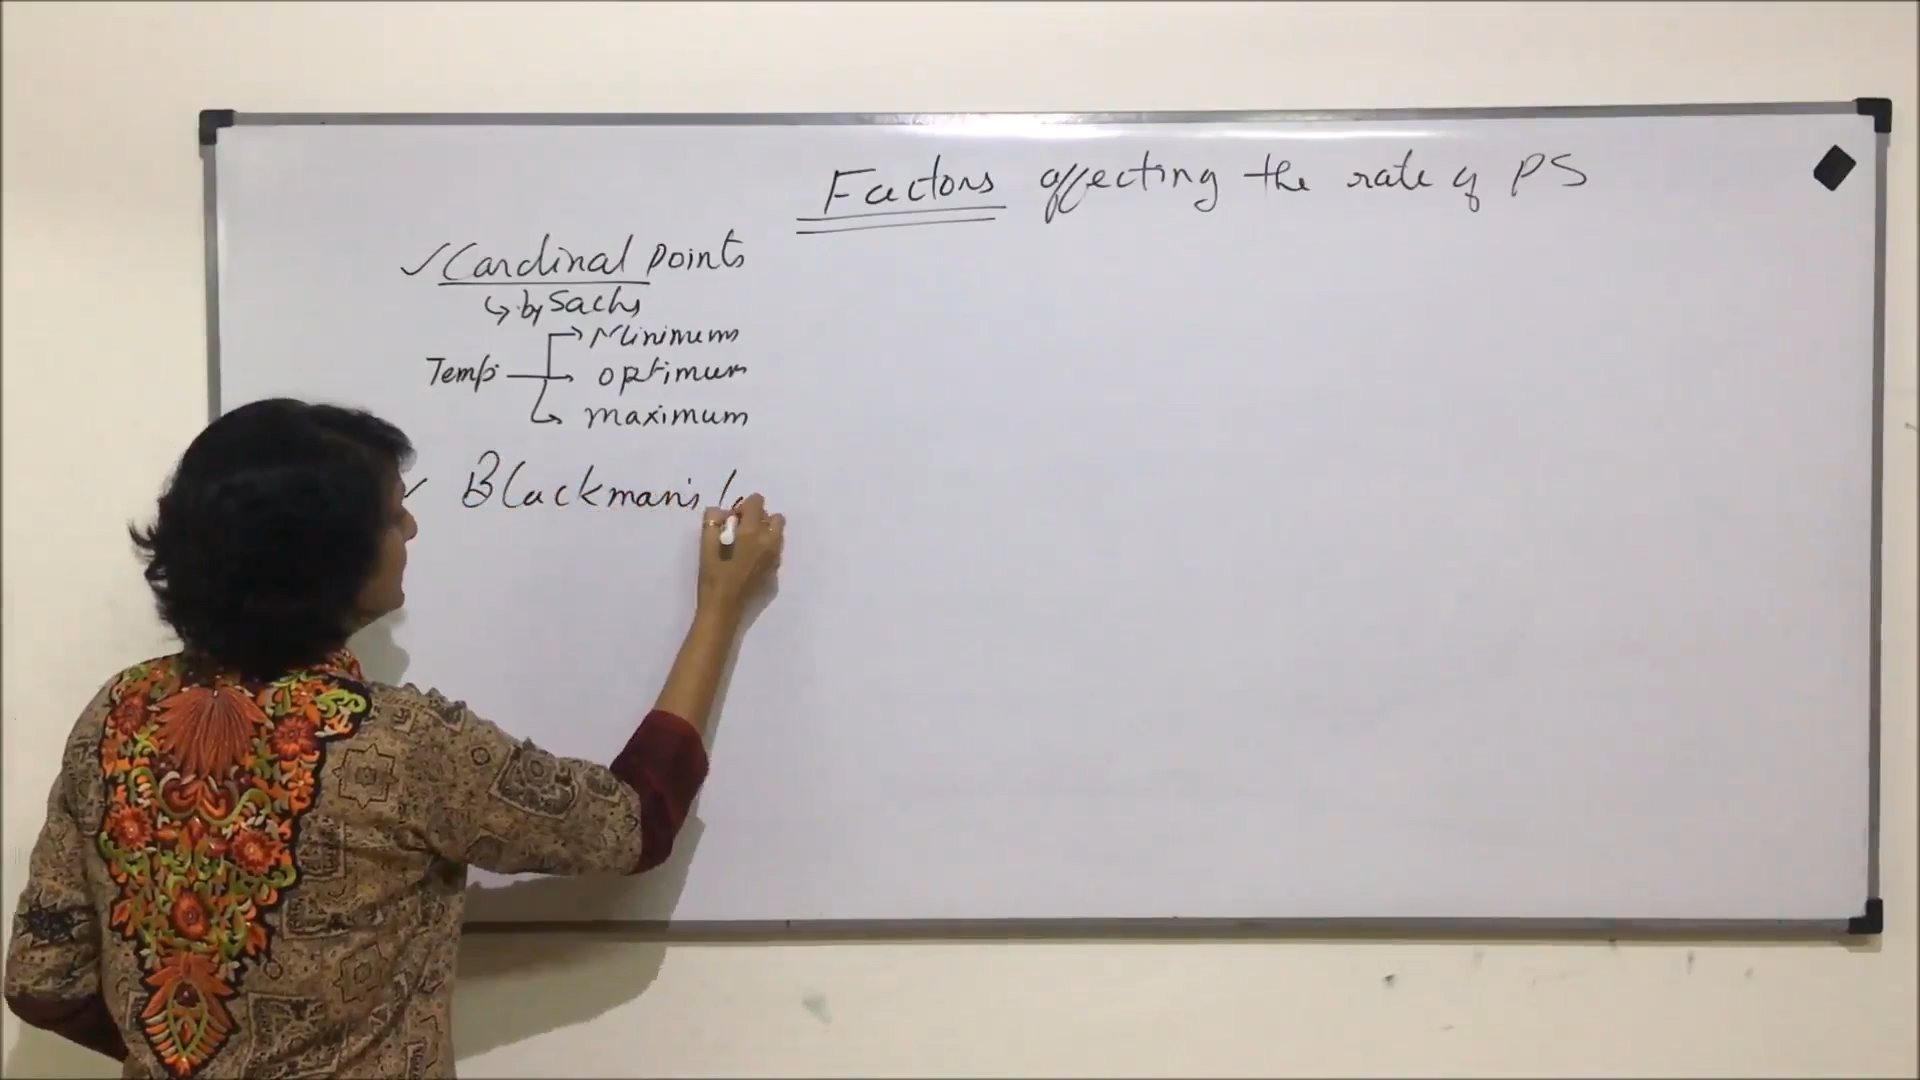 Factors affecting the rate of PS
✓ Cardinal points
↳ by Sachs
Temp. → Minimum
→ optimum
→ maximum
✓ Blackman's